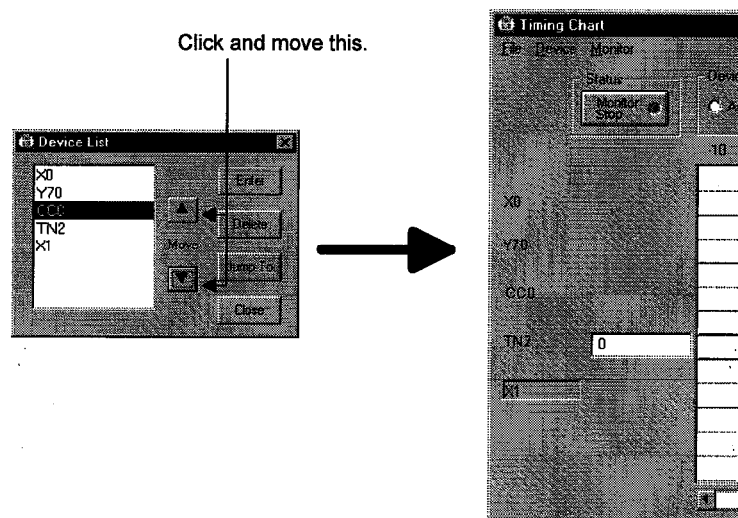 Click and move this.
Device List
X0
Y70
CC0
TN2
X1
Move
Enter
Delete
Jump To
Close
Timing Chart
File Device Monitor
Status
Monitor
Stop
-10
X0
Y70
CC0
TN2
0
X1